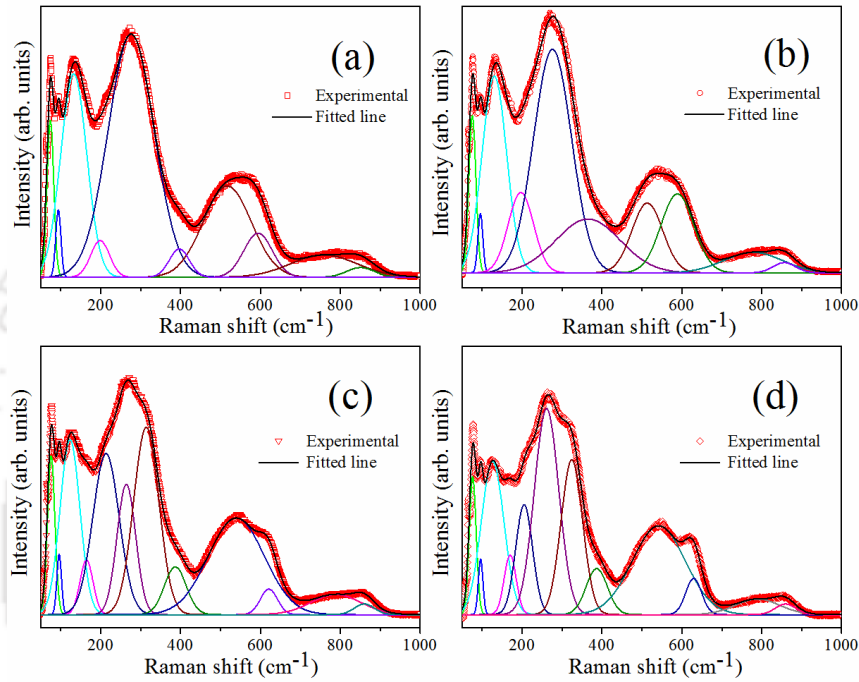 (a)
Experimental
Fitted line
Intensity (arb. units)
200 400 600 800 1000
Raman shift (cm-1)
(b)
Experimental
Fitted line
Intensity (arb. units)
200 400 600 800 1000
Raman shift (cm-1)
(c)
Experimental
Fitted line
Intensity (arb. units)
200 400 600 800 1000
Raman shift (cm-1)
(d)
Experimental
Fitted line
Intensity (arb. units)
200 400 600 800 1000
Raman shift (cm-1)